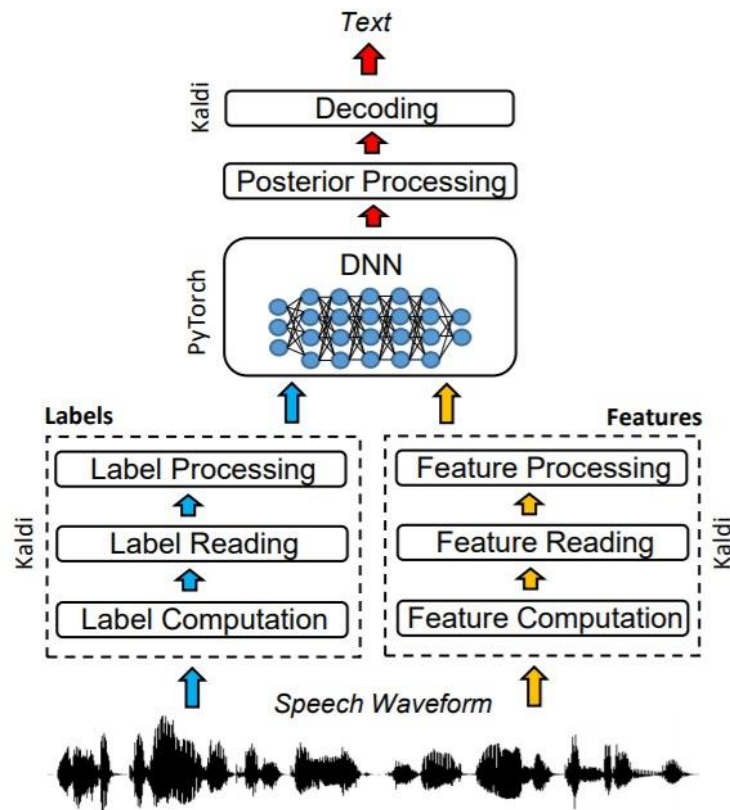 Text
Kaldi
Decoding
Posterior Processing
PyTorch
DNN
Labels
Features
Kaldi
Label Processing
Label Reading
Label Computation
Feature Processing
Feature Reading
Feature Computation
Kaldi
Speech Waveform